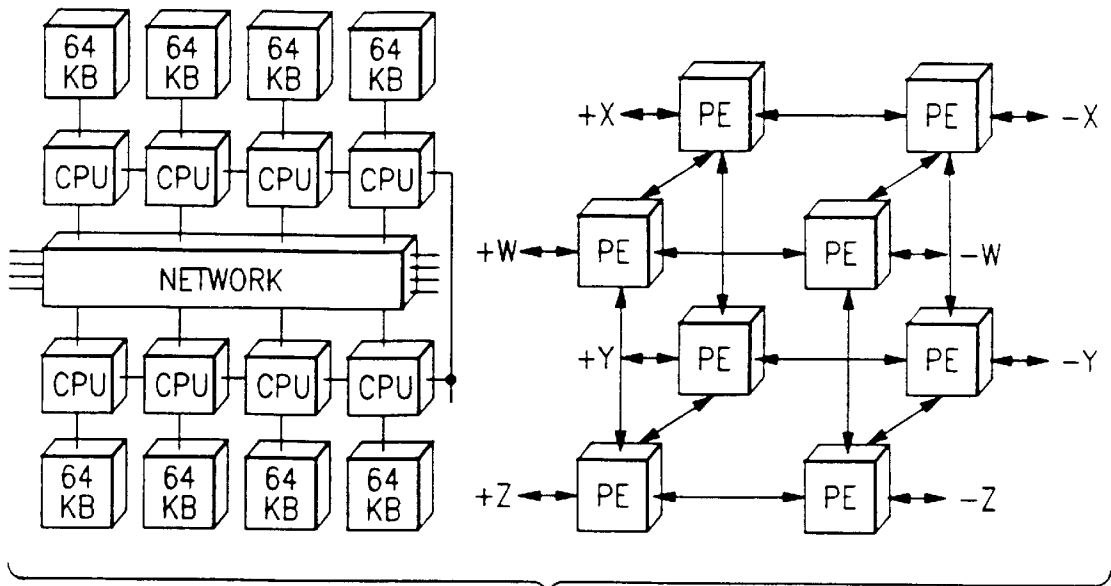 64 KB
64 KB
64 KB
64 KB
CPU
CPU
CPU
CPU
NETWORK
CPU
CPU
CPU
CPU
64 KB
64 KB
64 KB
64 KB
+X
PE
PE
-X
+W
PE
PE
-W
+Y
PE
PE
-Y
+Z
PE
PE
-Z